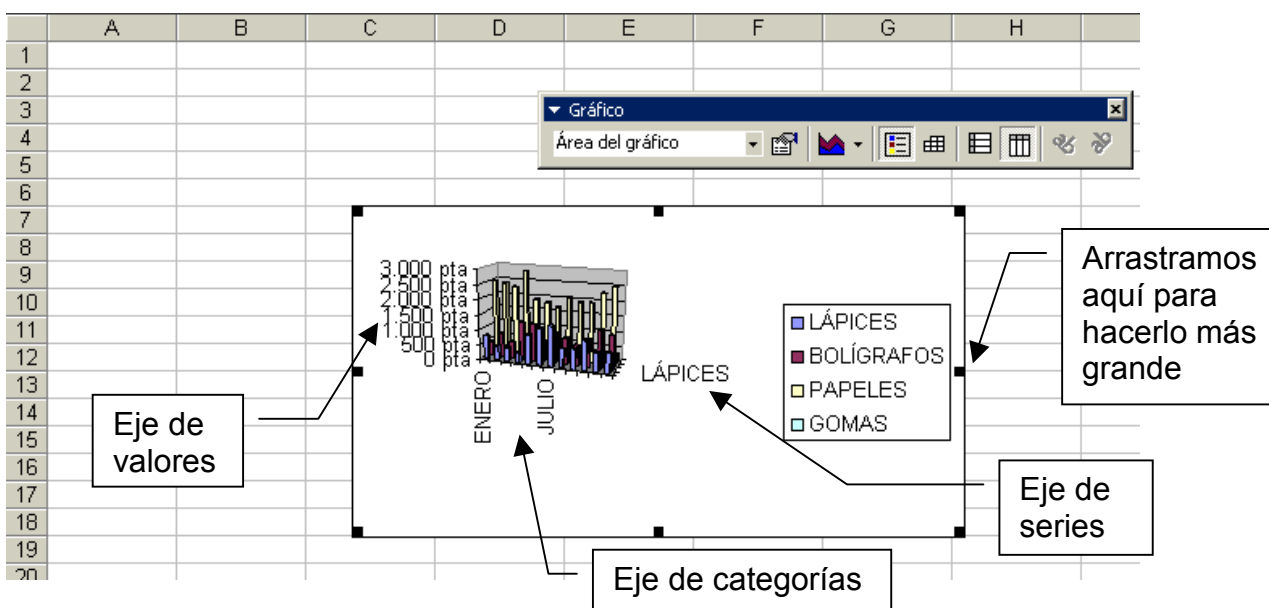 A B C D E F G H
1
2
3
Gráfico
4
Área del gráfico
5
6
7
8
9
10
11
12
13
14
15
16
17
18
19
20
3.000 pta
2.500 pta
2.000 pta
1.500 pta
1.000 pta
500 pta
0 pta
ENERO
JULIO
LÁPICES
LÁPICES
BOLÍGRAFOS
PAPELES
GOMAS
Arrastramos
aquí para
hacerlo más
grande
Eje de
valores
Eje de
series
Eje de categorías